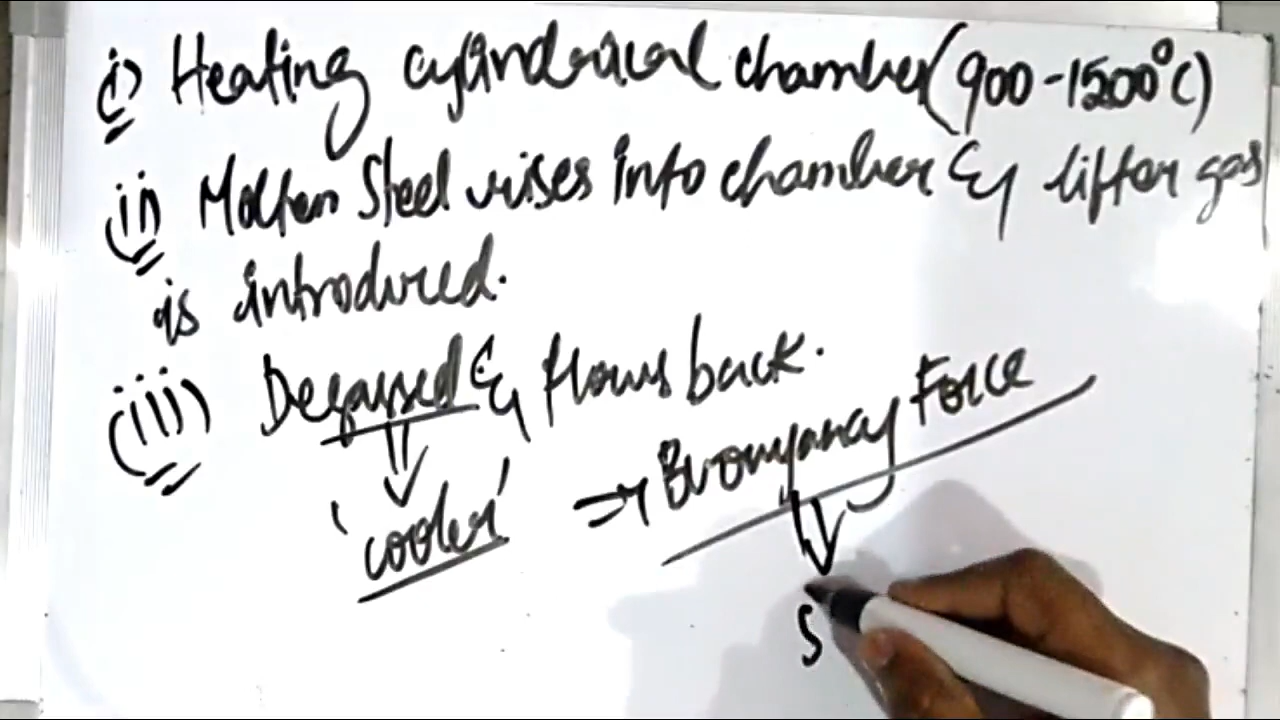 (i) Heating cylindrical chamber (900-1500°C)
(ii) Molten Steel rises into chamber & lifter gas
is introduced.
(iii) Degassed & flows back.
'cooler' ⇒ Buoyancy Force
S